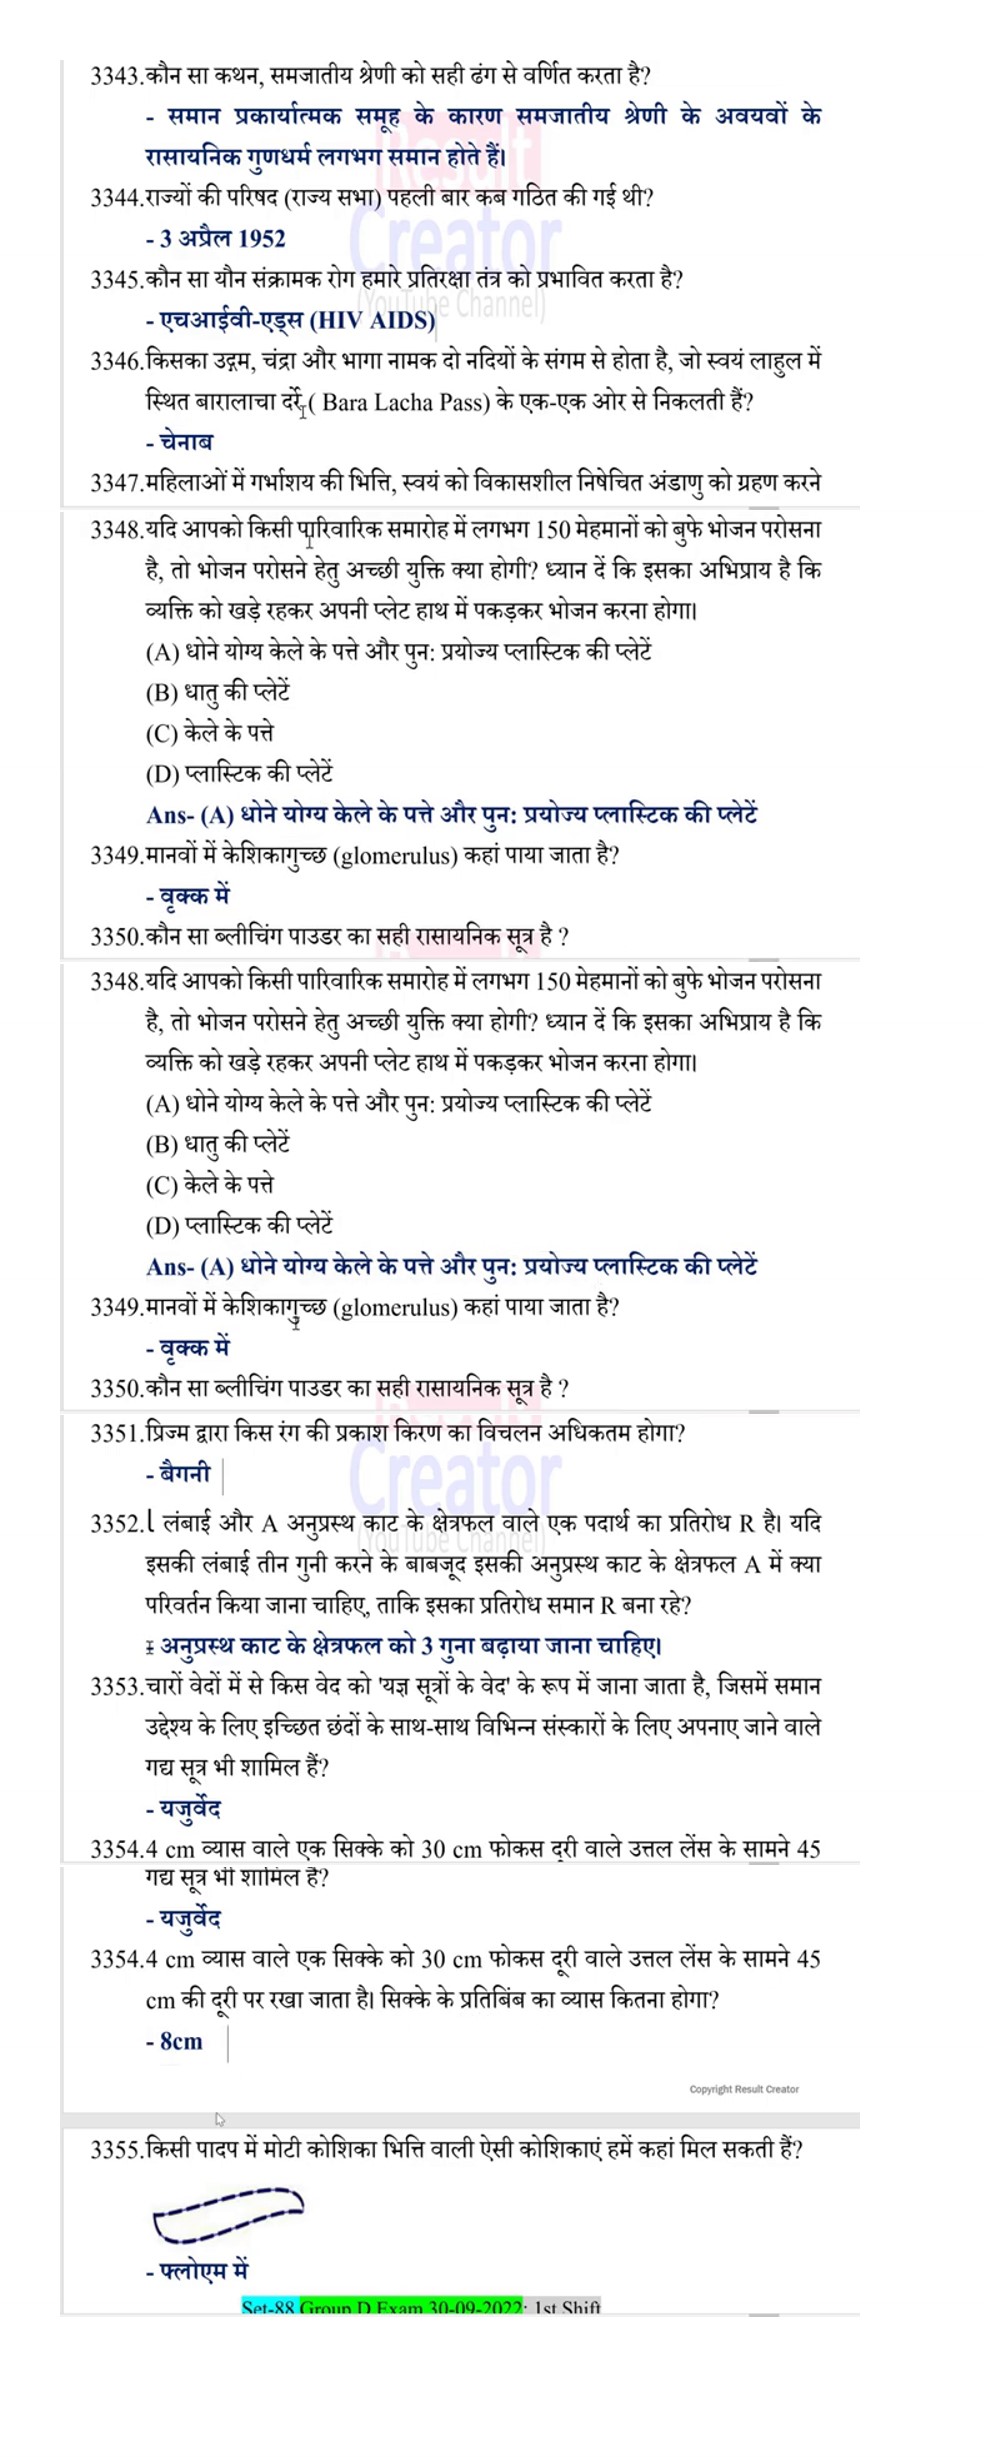 3343.कौन सा कथन, समजातीय श्रेणी को सही ढंग से वर्णित करता है?
- समान प्रकार्यात्मक समूह के कारण समजातीय श्रेणी के अवयवों के
रासायनिक गुणधर्म लगभग समान होते हैं।
Result
3344.राज्यों की परिषद (राज्य सभा) पहली बार कब गठित की गई थी?
- 3 अप्रैल 1952
Creator
3345.कौन सा यौन संक्रामक रोग हमारे प्रतिरक्षा तंत्र को प्रभावित करता है?
(YouTube Channel)
- एचआईवी-एड्स (HIV AIDS)
3346.किसका उद्गम, चंद्रा और भागा नामक दो नदियों के संगम से होता है, जो स्वयं लाहुल में
स्थित बारालाचा दर्रे ( Bara Lacha Pass) के एक-एक ओर से निकलती हैं?
- चेनाब
3347.महिलाओं में गर्भाशय की भित्ति, स्वयं को विकासशील निषेचित अंडाणु को ग्रहण करने
3348.यदि आपको किसी पारिवारिक समारोह में लगभग 150 मेहमानों को बुफे भोजन परोसना
है, तो भोजन परोसने हेतु अच्छी युक्ति क्या होगी? ध्यान दें कि इसका अभिप्राय है कि
व्यक्ति को खड़े रहकर अपनी प्लेट हाथ में पकड़कर भोजन करना होगा।
(A) धोने योग्य केले के पत्ते और पुन: प्रयोज्य प्लास्टिक की प्लेटें
(B) धातु की प्लेटें
(C) केले के पत्ते
(D) प्लास्टिक की प्लेटें
Ans- (A) धोने योग्य केले के पत्ते और पुन: प्रयोज्य प्लास्टिक की प्लेटें
3349.मानवों में केशिकागुच्छ (glomerulus) कहां पाया जाता है?
- वृक्क में
3350.कौन सा ब्लीचिंग पाउडर का सही रासायनिक सूत्र है ?
3348.यदि आपको किसी पारिवारिक समारोह में लगभग 150 मेहमानों को बुफे भोजन परोसना
है, तो भोजन परोसने हेतु अच्छी युक्ति क्या होगी? ध्यान दें कि इसका अभिप्राय है कि
व्यक्ति को खड़े रहकर अपनी प्लेट हाथ में पकड़कर भोजन करना होगा।
(A) धोने योग्य केले के पत्ते और पुन: प्रयोज्य प्लास्टिक की प्लेटें
(B) धातु की प्लेटें
(C) केले के पत्ते
(D) प्लास्टिक की प्लेटें
Ans- (A) धोने योग्य केले के पत्ते और पुन: प्रयोज्य प्लास्टिक की प्लेटें
3349.मानवों में केशिकागुच्छ (glomerulus) कहां पाया जाता है?
- वृक्क में
3350.कौन सा ब्लीचिंग पाउडर का सही रासायनिक सूत्र है ?
3351.प्रिज्म द्वारा किस रंग की प्रकाश किरण का विचलन अधिकतम होगा?
- बैगनी
Creator
3352.l लंबाई और A अनुप्रस्थ काट के क्षेत्रफल वाले एक पदार्थ का प्रतिरोध R है। यदि
(YouTube Channel)
इसकी लंबाई तीन गुनी करने के बाबजूद इसकी अनुप्रस्थ काट के क्षेत्रफल A में क्या
परिवर्तन किया जाना चाहिए, ताकि इसका प्रतिरोध समान R बना रहे?
- अनुप्रस्थ काट के क्षेत्रफल को 3 गुना बढ़ाया जाना चाहिए।
3353.चारों वेदों में से किस वेद को 'यज्ञ सूत्रों के वेद' के रूप में जाना जाता है, जिसमें समान
उद्देश्य के लिए इच्छित छंदों के साथ-साथ विभिन्न संस्कारों के लिए अपनाए जाने वाले
गद्य सूत्र भी शामिल हैं?
- यजुर्वेद
3354.4 cm व्यास वाले एक सिक्के को 30 cm फोकस दूरी वाले उत्तल लेंस के सामने 45
गद्य सूत्र भी शामिल हैं?
- यजुर्वेद
3354.4 cm व्यास वाले एक सिक्के को 30 cm फोकस दूरी वाले उत्तल लेंस के सामने 45
cm की दूरी पर रखा जाता है। सिक्के के प्रतिबिंब का व्यास कितना होगा?
- 8cm
Copyright Result Creator
3355.किसी पादप में मोटी कोशिका भित्ति वाली ऐसी कोशिकाएं हमें कहां मिल सकती हैं?
- फ्लोएम में
Set-88 Group D Exam 30-09-2022: 1st Shift